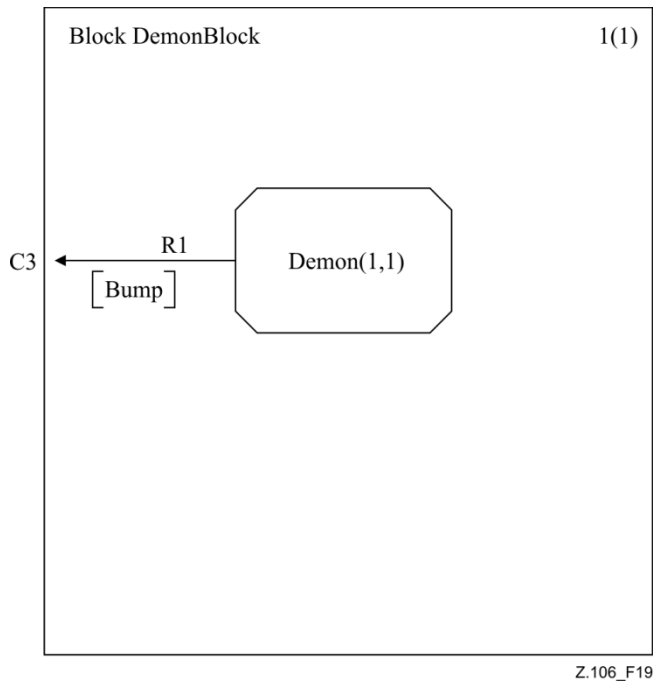 Block DemonBlock 1(1)
R1
C3
Demon(1,1)
[Bump]
Z.106_F19